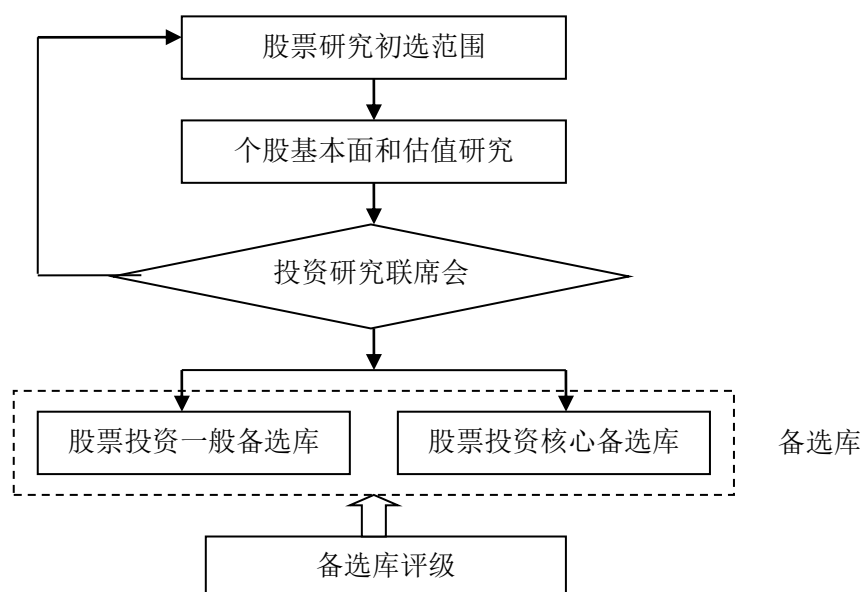 股票研究初选范围
个股基本面和估值研究
投资研究联席会
股票投资一般备选库
股票投资核心备选库
备选库
备选库评级